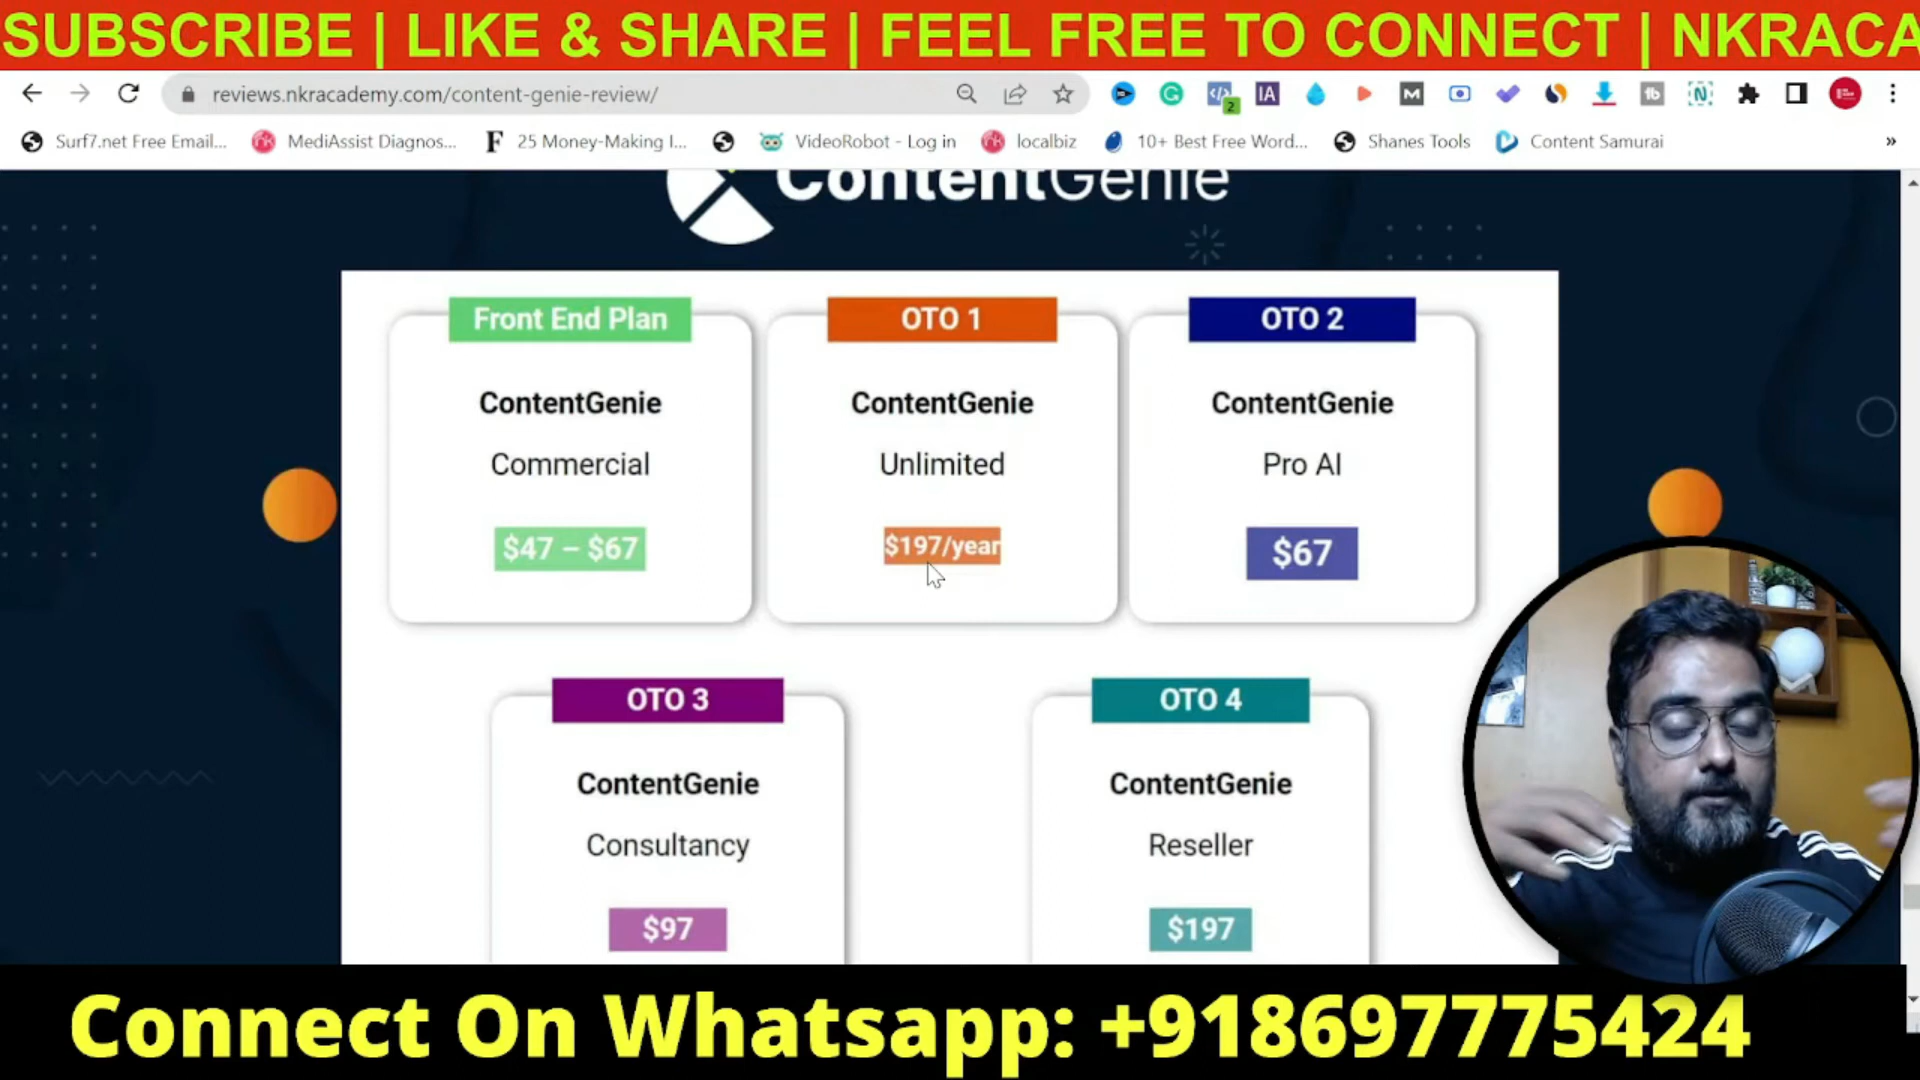 SUBSCRIBE | LIKE & SHARE | FEEL FREE TO CONNECT | NKRACA
reviews.nkracademy.com/content-genie-review/
Surf7.net Free Email... MediAssist Diagnos... 25 Money-Making I... VideoRobot - Log in localbiz 10+ Best Free Word... Shanes Tools Content Samurai
ContentGenie
Front End Plan
ContentGenie
Commercial
$47 – $67
OTO 1
ContentGenie
Unlimited
$197/year
OTO 2
ContentGenie
Pro AI
$67
OTO 3
ContentGenie
Consultancy
$97
OTO 4
ContentGenie
Reseller
$197
Connect On Whatsapp: +918697775424